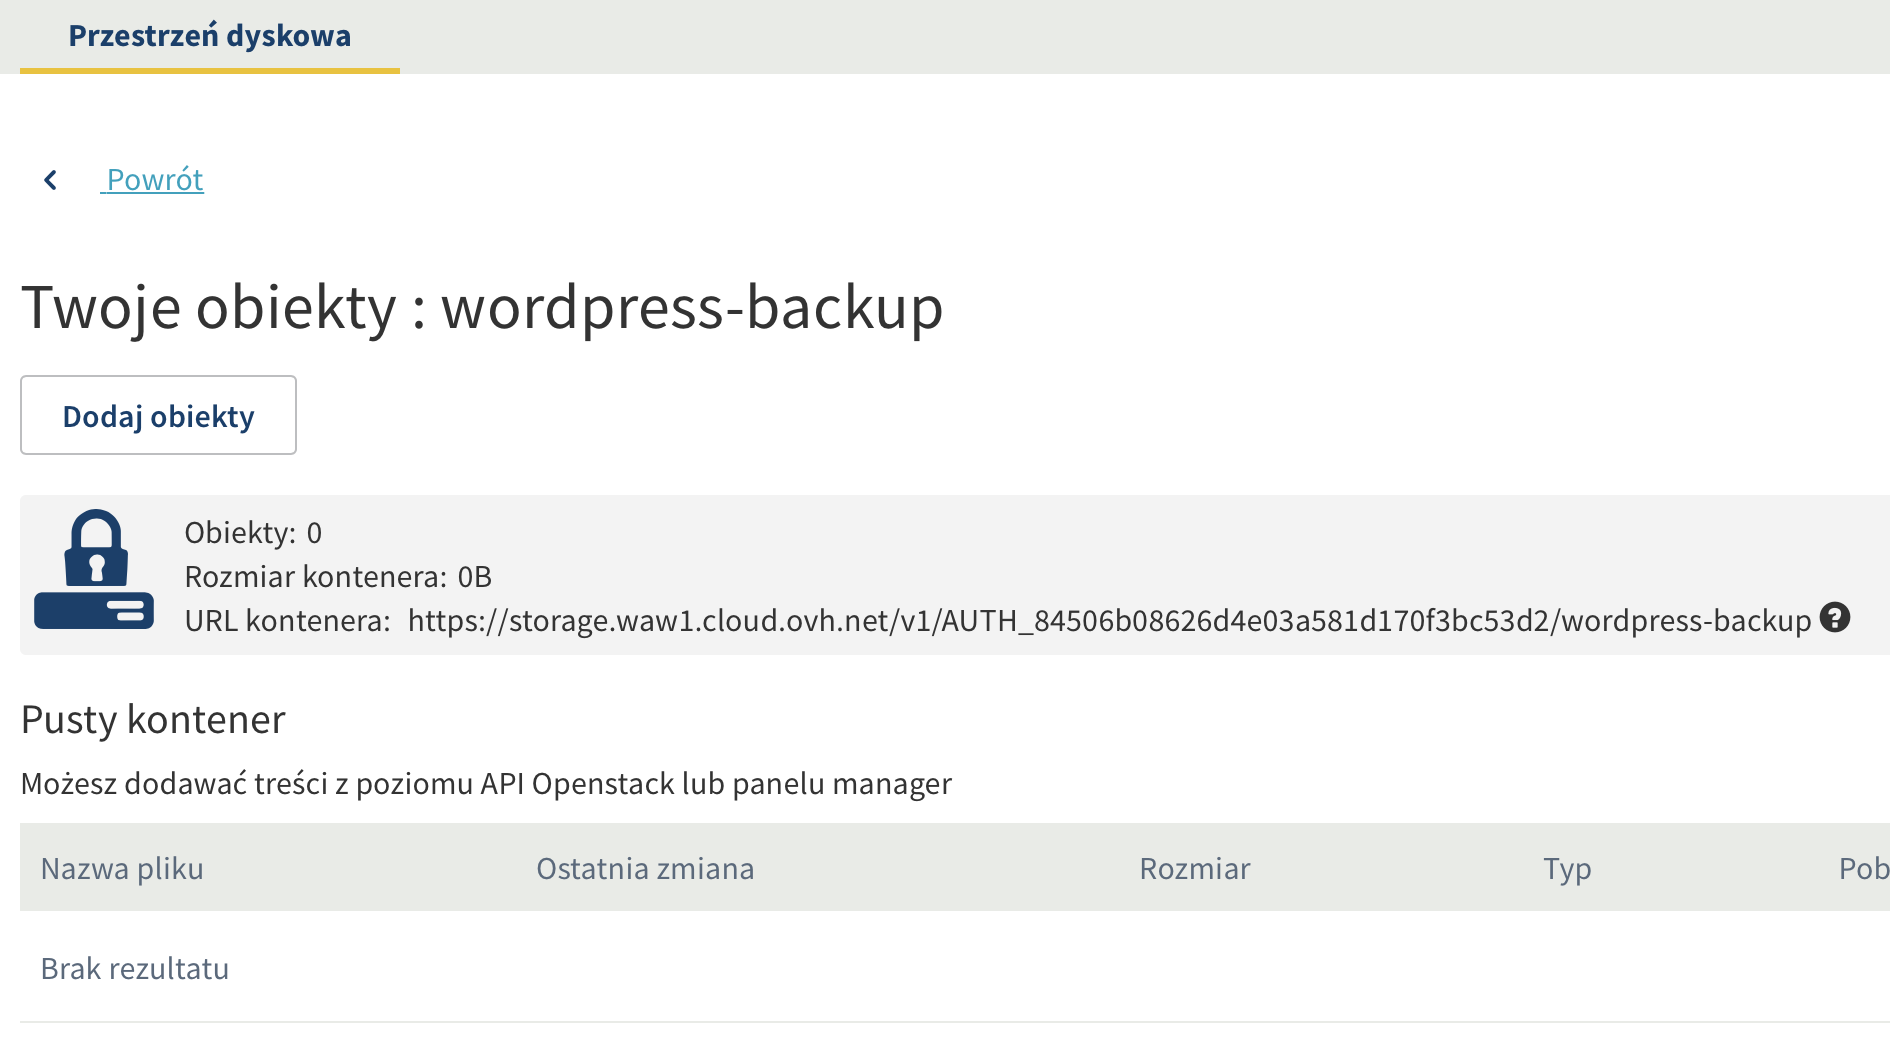 Przestrzeń dyskowa
Powrót
Twoje obiekty : wordpress-backup
Dodaj obiekty
Obiekty: 0
Rozmiar kontenera: 0B
URL kontenera: https://storage.waw1.cloud.ovh.net/v1/AUTH_84506b08626d4e03a581d170f3bc53d2/wordpress-backup ?
Pusty kontener
Możesz dodawać treści z poziomu API Openstack lub panelu manager
Nazwa pliku Ostatnia zmiana Rozmiar Typ Pob
Brak rezultatu